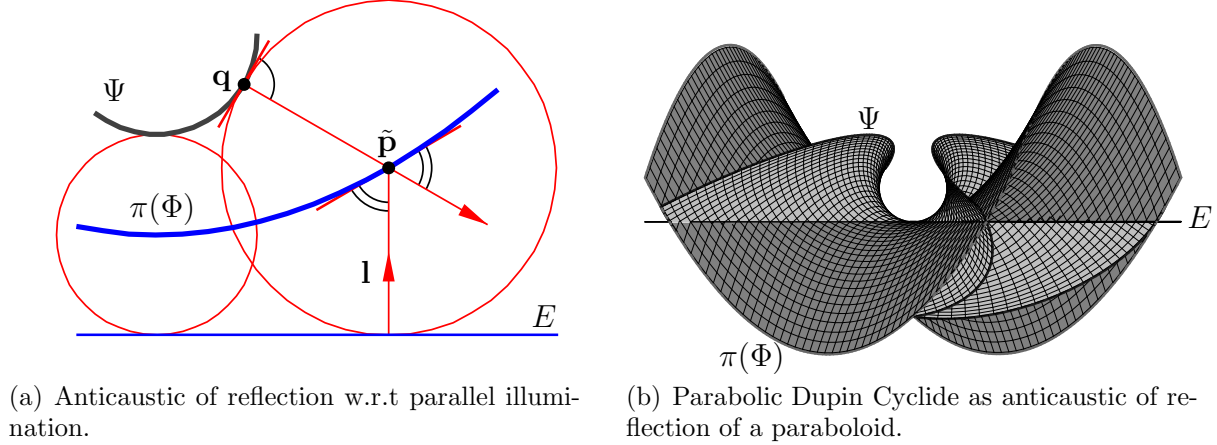 q
Ψ
p̃
π(Φ)
l
E
Ψ
E
π(Φ)
(a) Anticaustic of reflection w.r.t parallel illumi-
nation.
(b) Parabolic Dupin Cyclide as anticaustic of re-
flection of a paraboloid.